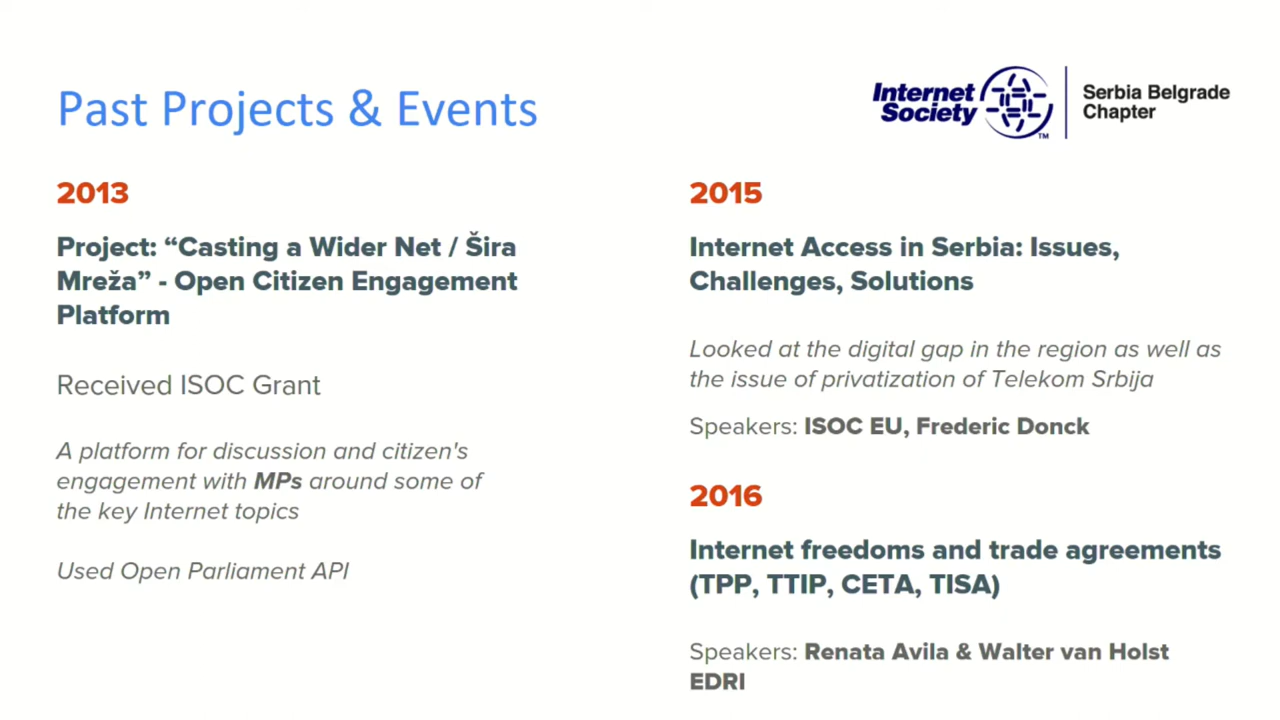 Past Projects & Events
Internet
Society
TM
Serbia Belgrade
Chapter
2013
Project: “Casting a Wider Net / Šira
Mreža” - Open Citizen Engagement
Platform
Received ISOC Grant
A platform for discussion and citizen's
engagement with MPs around some of
the key Internet topics
Used Open Parliament API
2015
Internet Access in Serbia: Issues,
Challenges, Solutions
Looked at the digital gap in the region as well as
the issue of privatization of Telekom Srbija
Speakers: ISOC EU, Frederic Donck
2016
Internet freedoms and trade agreements
(TPP, TTIP, CETA, TISA)
Speakers: Renata Avila & Walter van Holst
EDRI